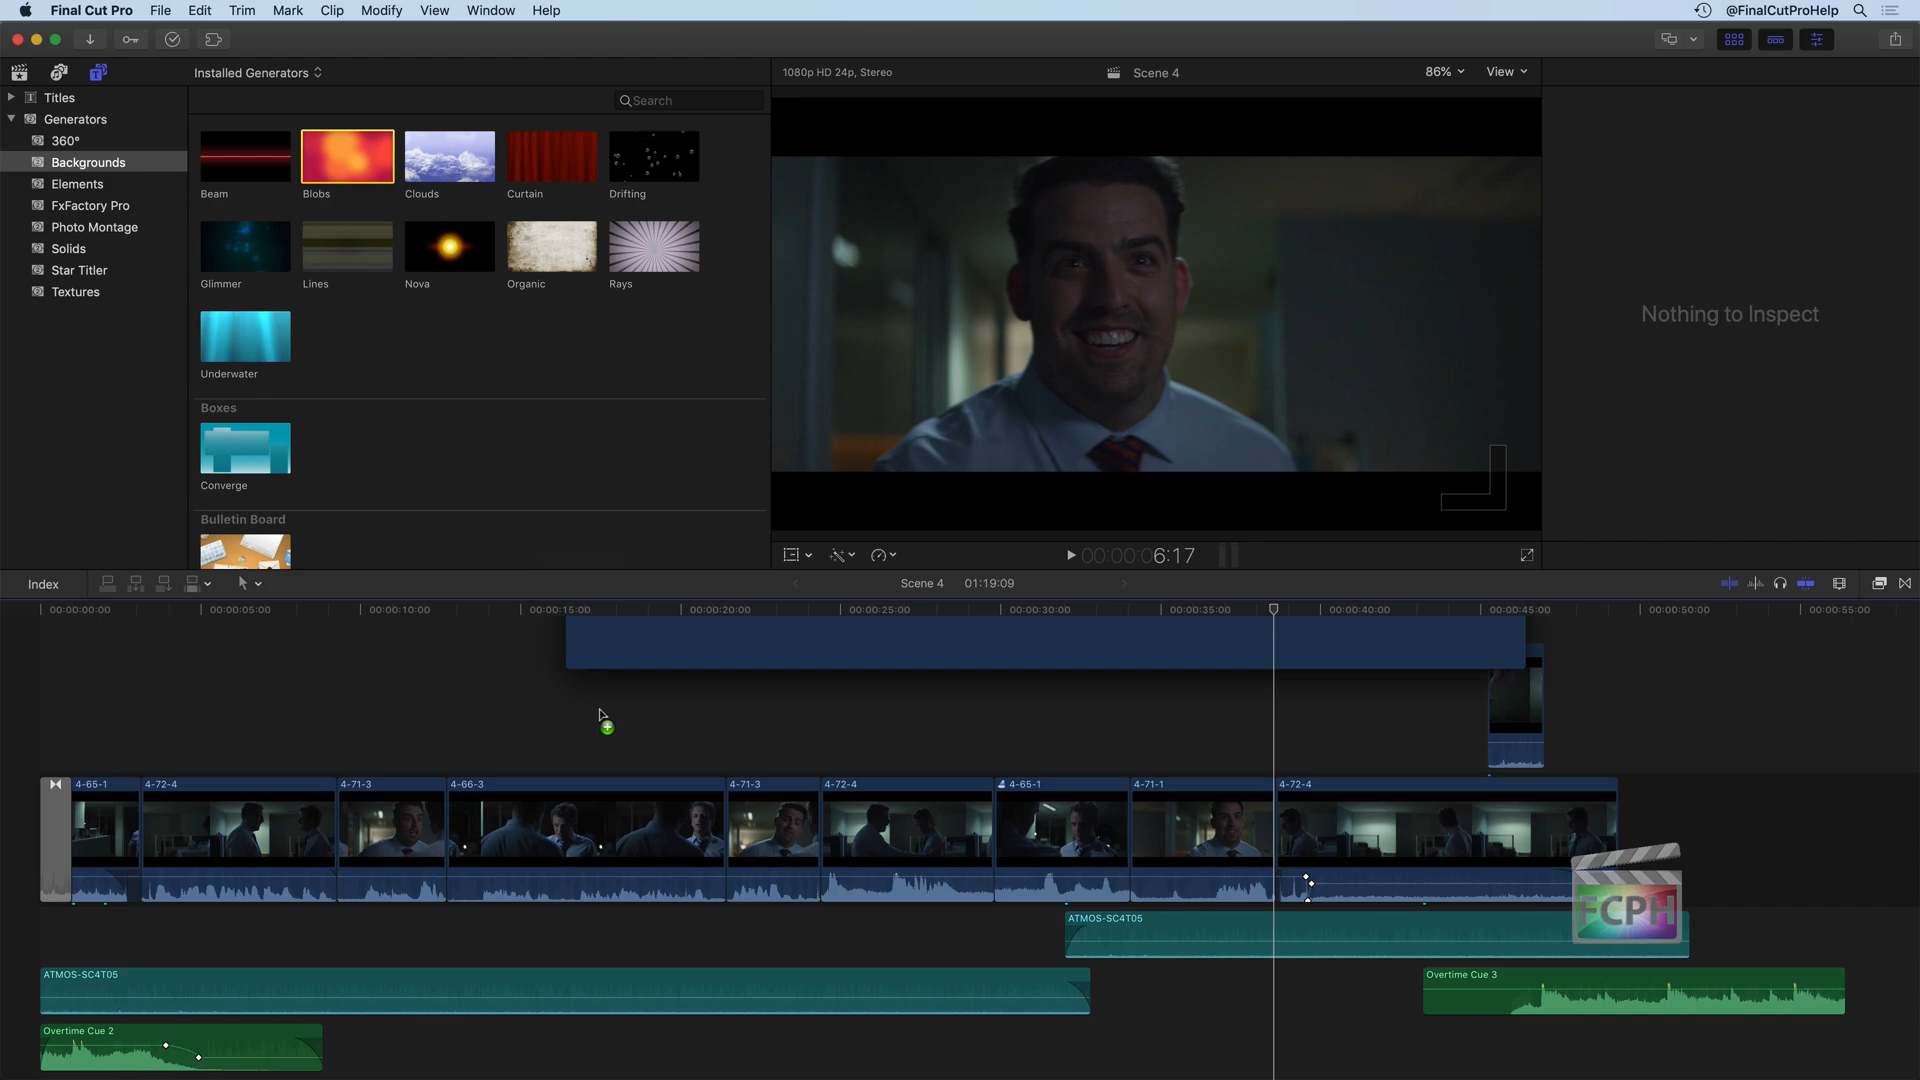 Final Cut Pro File Edit Trim Mark Clip Modify View Window Help @FinalCutProHelp
Installed Generators
1080p HD 24p, Stereo Scene 4 86% View
Titles
Search
Generators
360°
Backgrounds
Elements
FxFactory Pro
Photo Montage
Solids
Star Titler
Textures
Beam Blobs Clouds Curtain Drifting
Glimmer Lines Nova Organic Rays
Underwater
Boxes
Converge
Bulletin Board
Nothing to Inspect
00:00:06:17
Index Scene 4 01:19:09
00:00:00:00 00:00:05:00 00:00:10:00 00:00:15:00 00:00:20:00 00:00:25:00 00:00:30:00 00:00:35:00 00:00:40:00 00:00:45:00 00:00:50:00 00:00:55:00
4-65-1 4-72-4 4-71-3 4-66-3 4-71-3 4-72-4 4-65-1 4-71-1 4-72-4
FCPH
ATMOS-SC4T05
ATMOS-SC4T05 Overtime Cue 3
Overtime Cue 2